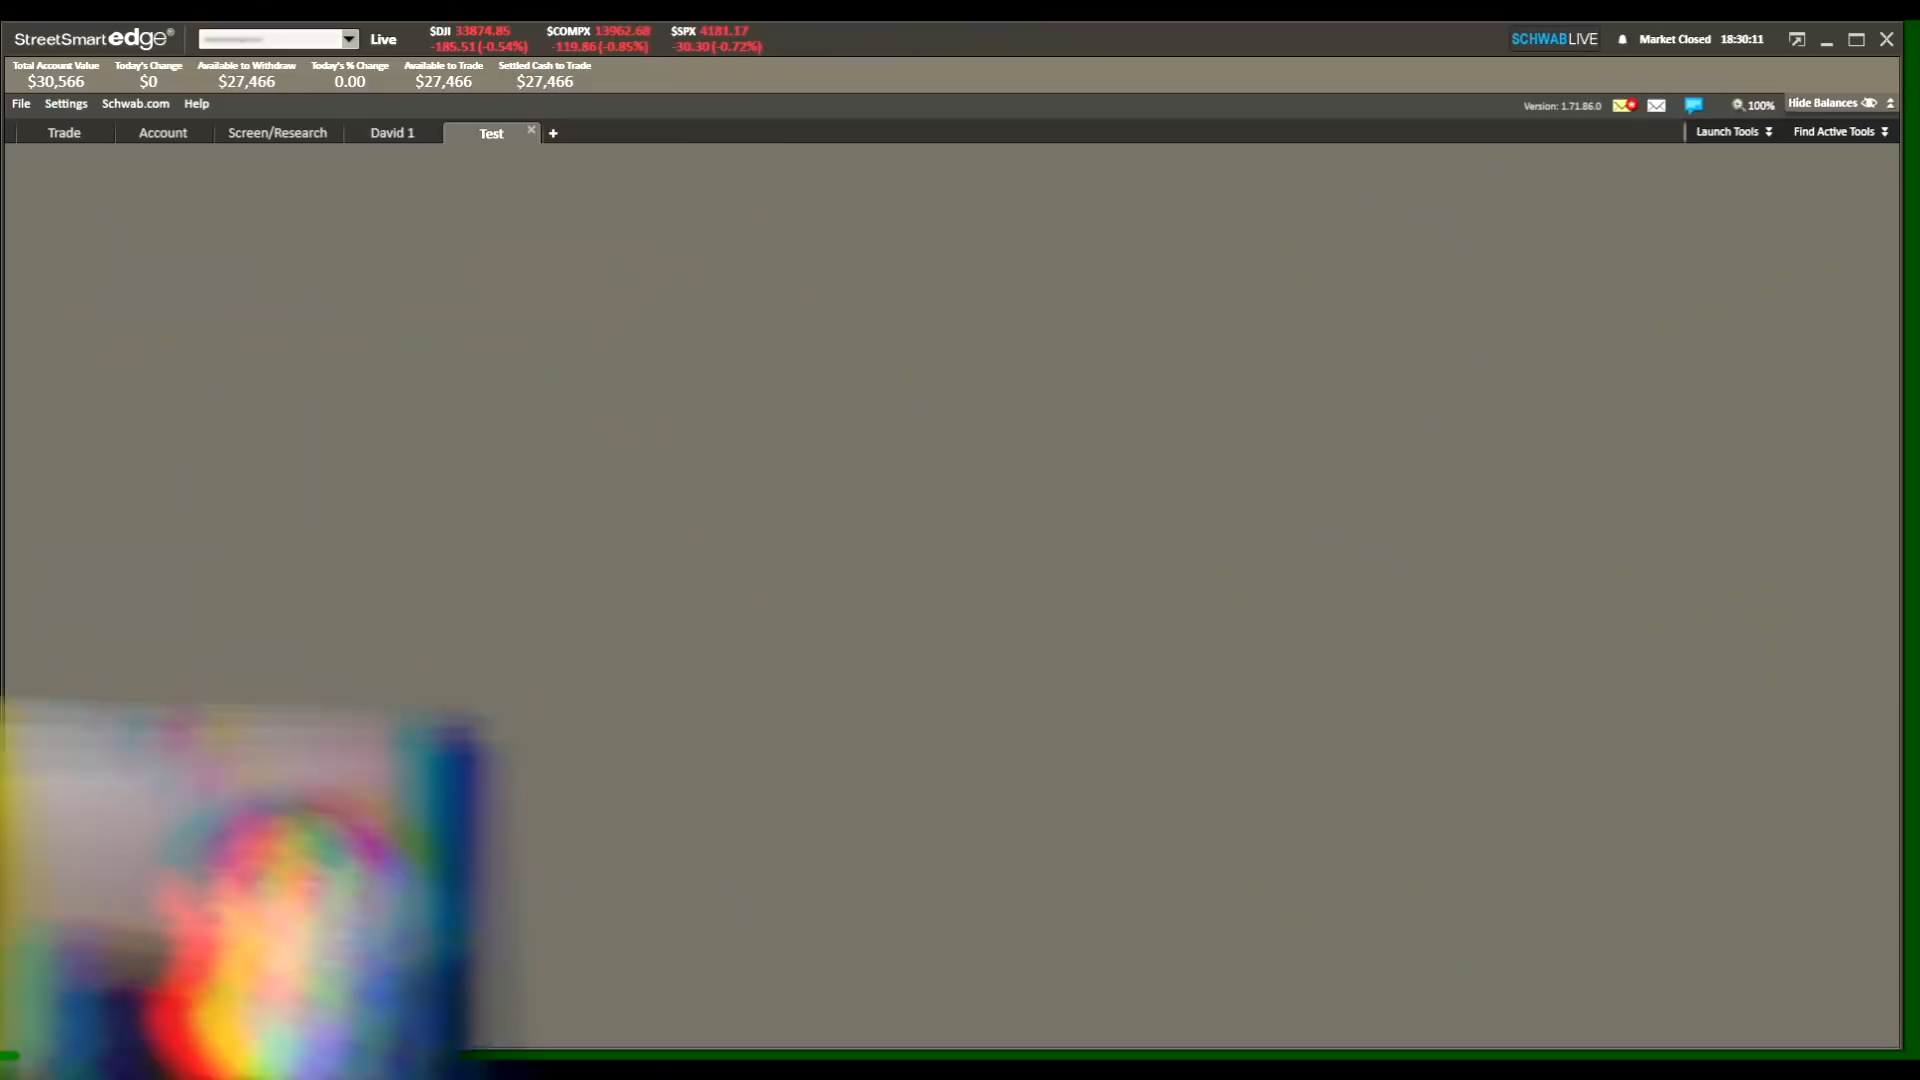 StreetSmart edge® Live $DJI 33874.85 $COMPX 13962.68 $SPX 4181.17 SCHWABLIVE Market Closed 18:30:11
-185.51 (-0.54%) -119.86 (-0.85%) -30.30 (-0.72%)
Total Account Value Today's Change Available to Withdraw Today's % Change Available to Trade Settled Cash to Trade
$30,566 $0 $27,466 0.00 $27,466 $27,466
File Settings Schwab.com Help Version: 1.71.86.0 100% Hide Balances
Trade Account Screen/Research David 1 Test × + Launch Tools Find Active Tools